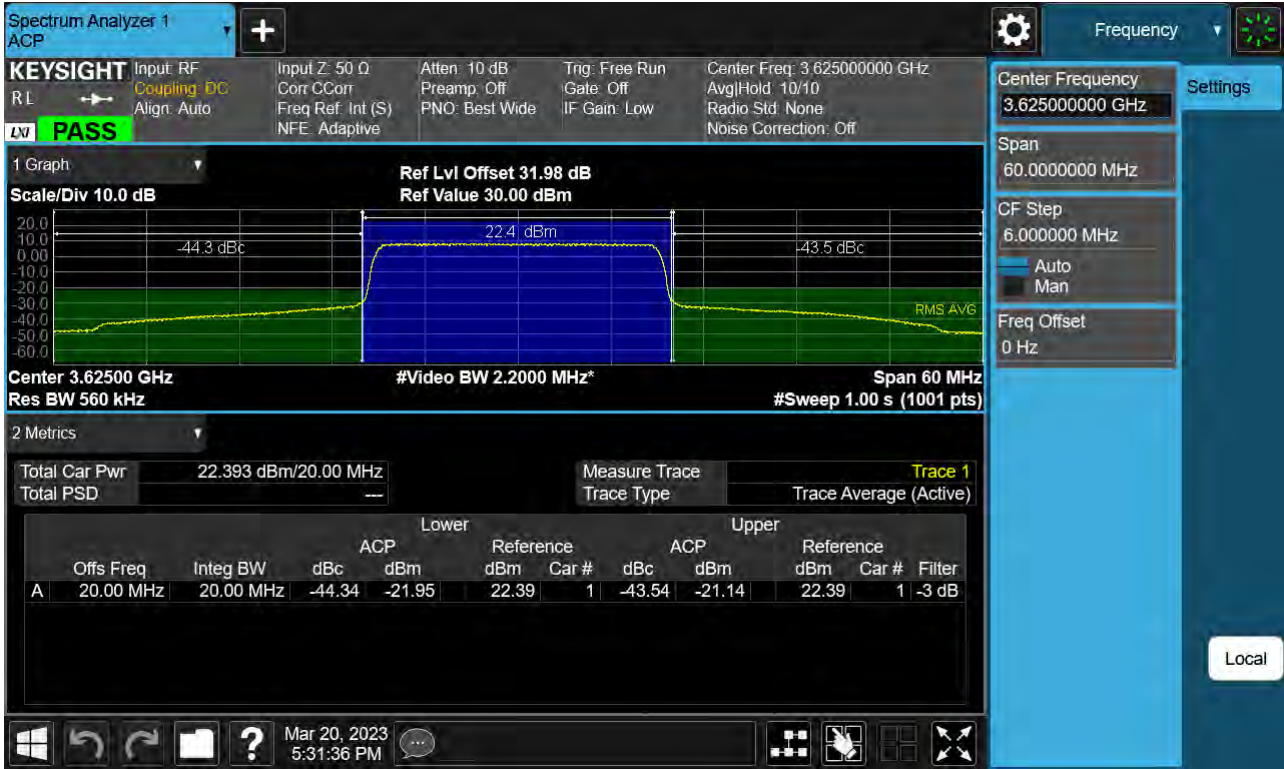 Spectrum Analyzer 1
ACP
Frequency
KEYSIGHT
R L
LXI
PASS
Input: RF
Coupling: DC
Align: Auto
Input Z: 50 Ω
Corr CCorr
Freq Ref: Int (S)
NFE: Adaptive
Atten: 10 dB
Preamp: Off
PNO: Best Wide
Trig: Free Run
Gate: Off
IF Gain: Low
Center Freq: 3.625000000 GHz
Avg|Hold: 10/10
Radio Std: None
Noise Correction: Off
1 Graph
Scale/Div 10.0 dB
Ref Lvl Offset 31.98 dB
Ref Value 30.00 dBm
20.0
10.0
0.00
-10.0
-20.0
-30.0
-40.0
-50.0
-60.0
-44.3 dBc
22.4 dBm
-43.5 dBc
RMS AVG
Center 3.62500 GHz
#Video BW 2.2000 MHz*
Span 60 MHz
Res BW 560 kHz
#Sweep 1.00 s (1001 pts)
2 Metrics
Total Car Pwr 22.393 dBm/20.00 MHz
Total PSD ---
Measure Trace Trace 1
Trace Type Trace Average (Active)
Lower Upper
ACP Reference ACP Reference
Offs Freq Integ BW dBc dBm dBm Car # dBc dBm dBm Car # Filter
A 20.00 MHz 20.00 MHz -44.34 -21.95 22.39 1 -43.54 -21.14 22.39 1 -3 dB
Center Frequency
3.625000000 GHz
Span
60.0000000 MHz
CF Step
6.000000 MHz
Auto
Man
Freq Offset
0 Hz
Settings
Local
?
Mar 20, 2023
5:31:36 PM